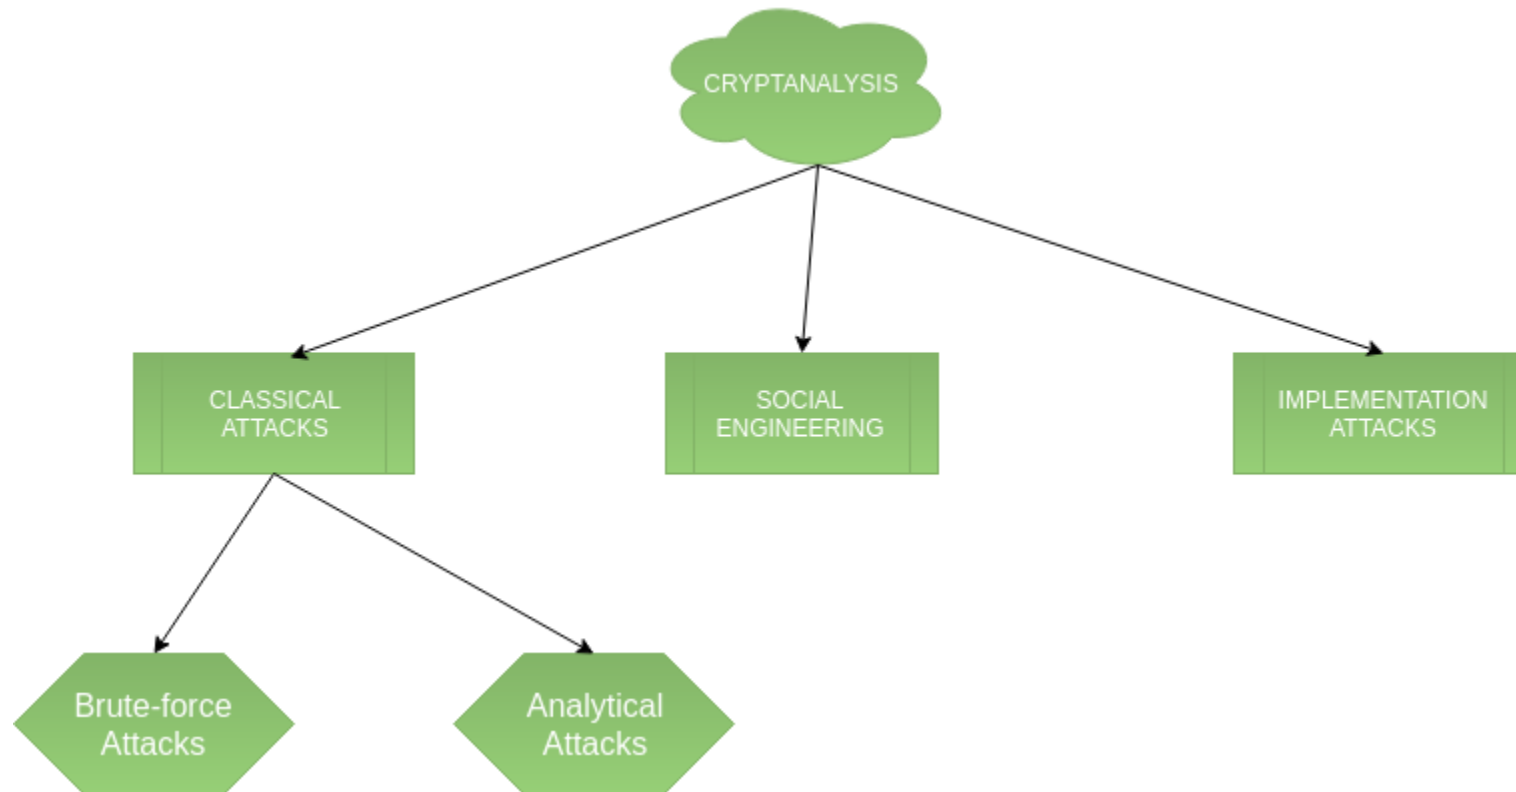 CRYPTANALYSIS
CLASSICAL
ATTACKS
SOCIAL
ENGINEERING
IMPLEMENTATION
ATTACKS
Brute-force
Attacks
Analytical
Attacks